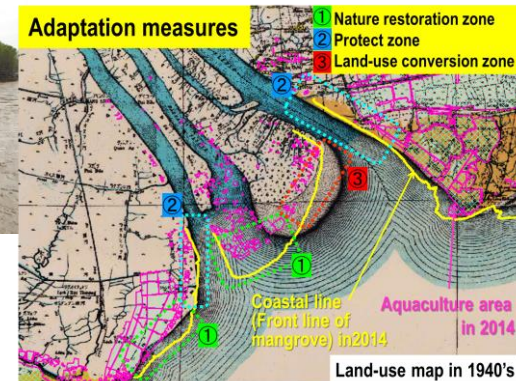 Adaptation measures
① Nature restoration zone
② Protect zone
③ Land-use conversion zone
②
③
②
①
①
Coastal line
(Front line of
mangrove) in2014
Aquaculture area
in 2014
Land-use map in 1940's